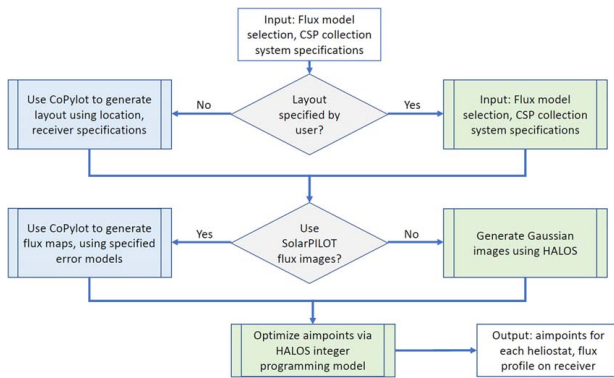 Input: Flux model
selection, CSP collection
system specifications
Use CoPylot to generate
layout using location,
receiver specifications
No
Layout
specified by
user?
Yes
Input: Flux model
selection, CSP collection
system specifications
Use CoPylot to generate
flux maps, using specified
error models
Yes
Use
SolarPILOT
flux images?
No
Generate Gaussian
images using HALOS
Optimize aimpoints via
HALOS integer
programming model
Output: aimpoints for
each heliostat, flux
profile on receiver